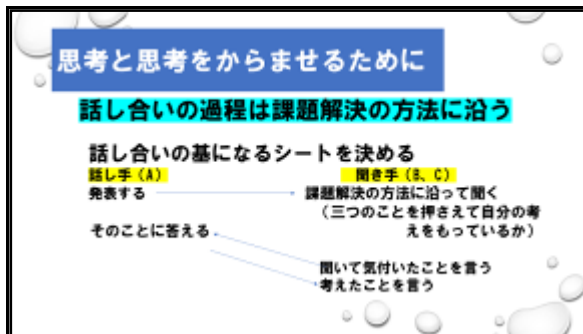 思考と思考をからませるために
話し合いの過程は課題解決の方法に沿う
話し合いの基になるシートを決める
話し手(A) 聞き手(B、C)
発表する 課題解決の方法に沿って聞く
(三つのことを押さえて自分の考
そのことに答える えをもっているか)
聞いて気付いたことを言う
考えたことを言う